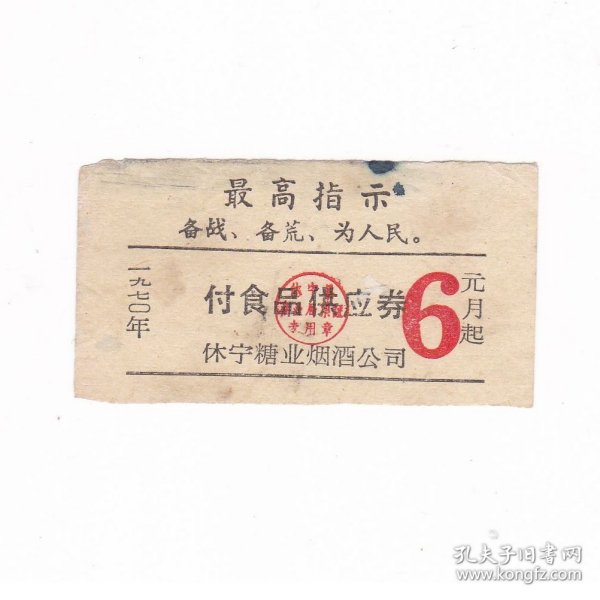 最高指示
备战、备荒、为人民。
一九七〇年
付食品供应券
6
元月起
休宁糖业烟酒公司
专用章
孔夫子旧书网
www.kongfz.com